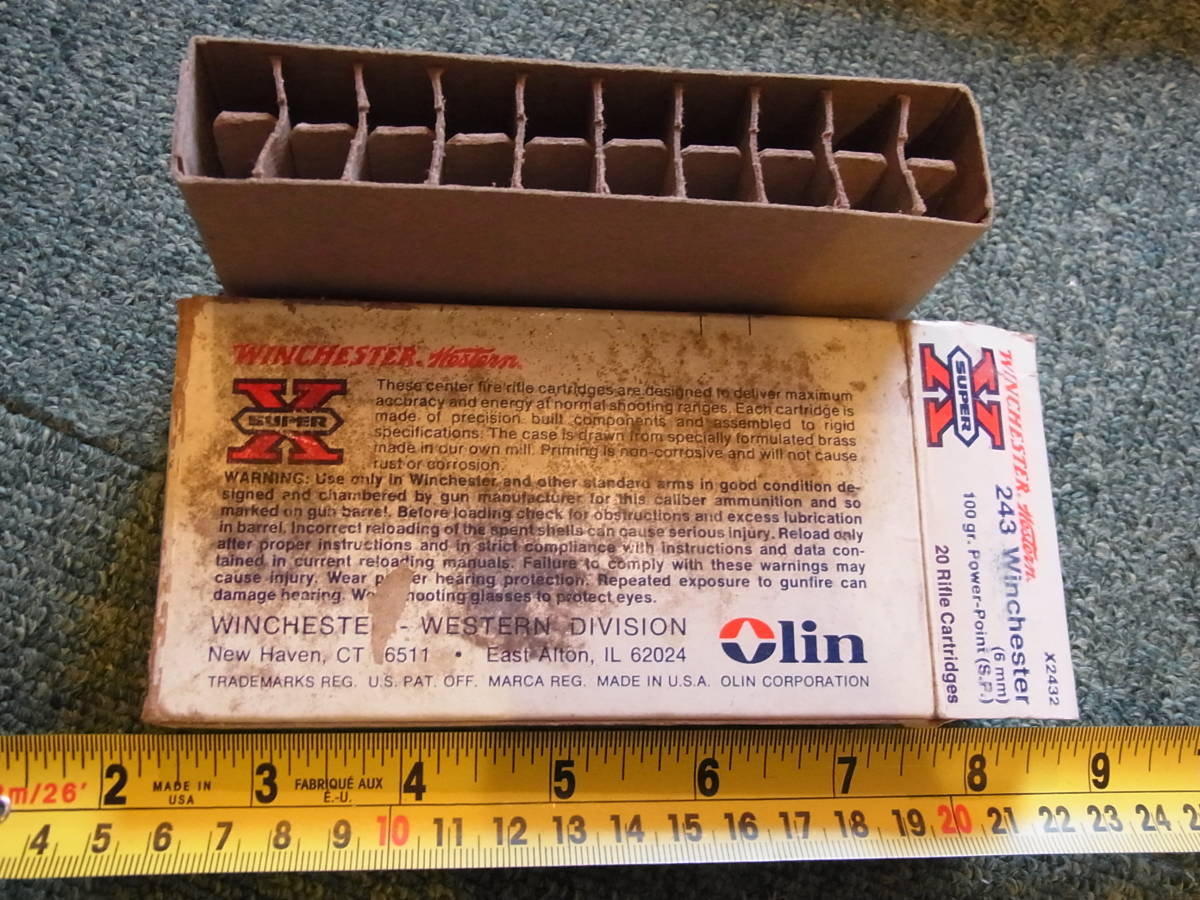 WINCHESTER Western
X SUPER
These center fire rifle cartridges are designed to deliver maximum
accuracy and energy at normal shooting ranges. Each cartridge is
made of precision built components and assembled to rigid
specifications. The case is drawn from specially formulated brass
made in our own mill. Priming is non-corrosive and will not cause
rust or corrosion.
WARNING: Use only in Winchester and other standard arms in good condition de-
signed and chambered by gun manufacturer for this caliber ammunition and so
marked on gun barrel. Before loading check for obstructions and excess lubrication
in barrel. Incorrect reloading of the spent shells can cause serious injury. Reload only
after proper instructions and in strict compliance with instructions and data con-
tained in current reloading manuals. Failure to comply with these warnings may
cause injury. Wear p er hearing protection. Repeated exposure to gunfire can
damage hearing. We hooting glasses to protect eyes.
WINCHESTE - WESTERN DIVISION
New Haven, CT 6511 • East Alton, IL 62024
Olin
TRADEMARKS REG. U.S. PAT. OFF. MARCA REG. MADE IN U.S.A. OLIN CORPORATION
WINCHESTER Western
X SUPER
X2432
243 Winchester
(6 mm)
100 gr. Power-Point (S.P.)
20 Rifle Cartridges
m/26' 2 MADE IN USA 3 FABRIQUÉ AUX É.-U. 4 5 6 7 8 9
4 5 6 7 8 9 10 11 12 13 14 15 16 17 18 19 20 21 22 23 24 2